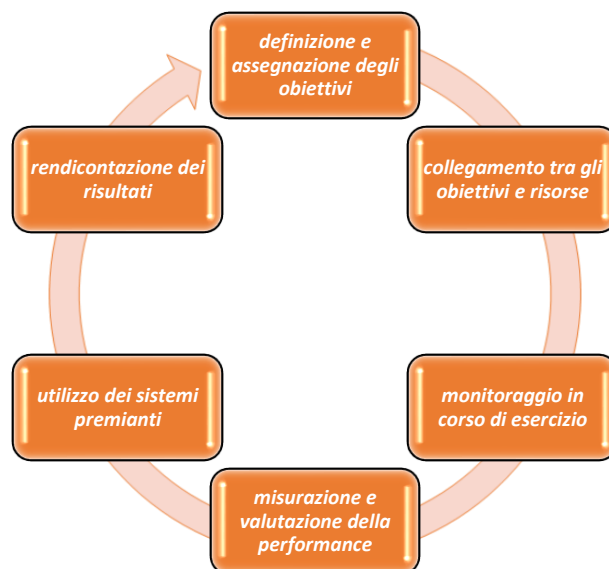 definizione e
assegnazione degli
obiettivi
collegamento tra gli
obiettivi e risorse
monitoraggio in
corso di esercizio
misurazione e
valutazione della
performance
utilizzo dei sistemi
premianti
rendicontazione dei
risultati